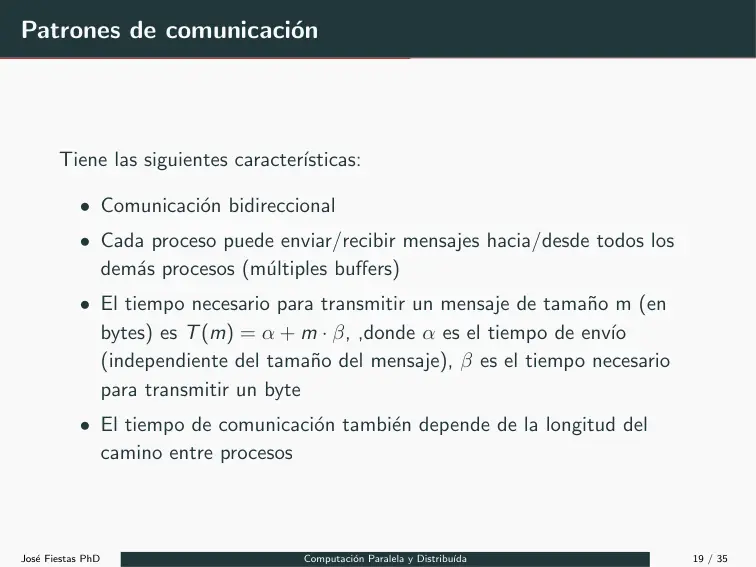 Patrones de comunicación
Tiene las siguientes características:
• Comunicación bidireccional
• Cada proceso puede enviar/recibir mensajes hacia/desde todos los
demás procesos (múltiples buffers)
• El tiempo necesario para transmitir un mensaje de tamaño m (en
bytes) es T(m) = α + m · β, ,donde α es el tiempo de envío
(independiente del tamaño del mensaje), β es el tiempo necesario
para transmitir un byte
• El tiempo de comunicación también depende de la longitud del
camino entre procesos
José Fiestas PhD Computación Paralela y Distribuída 19 / 35